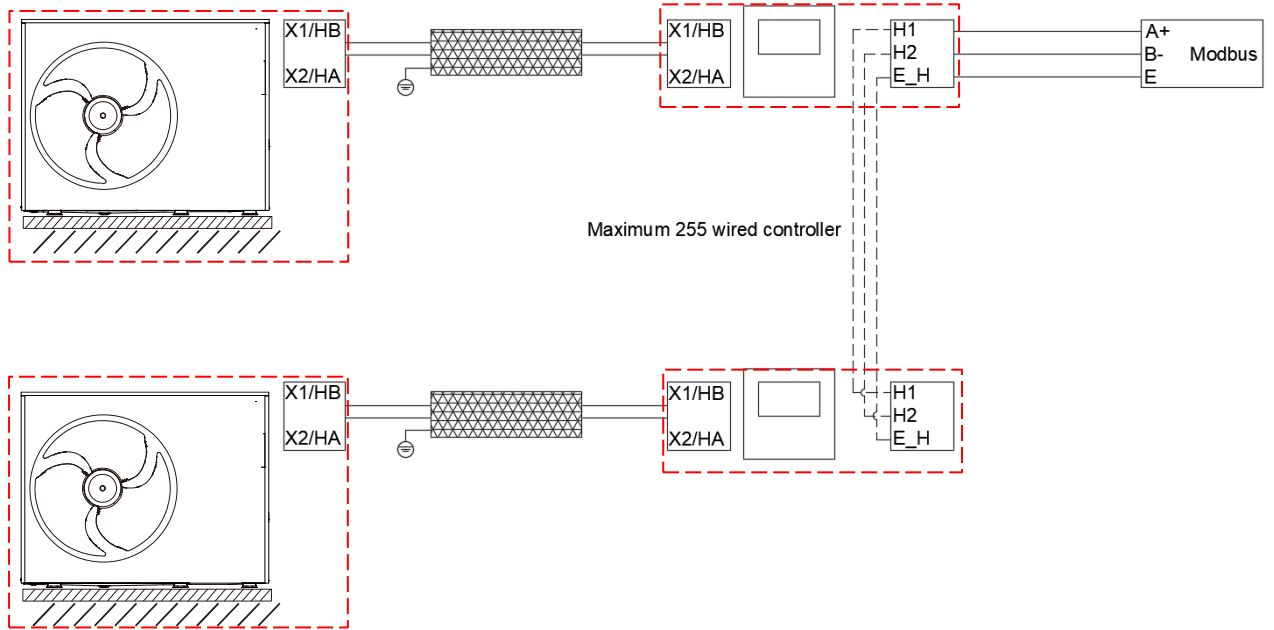 X1/HB
X2/HA
X1/HB
X2/HA
H1
H2
E_H
A+
B-
E
Modbus
Maximum 255 wired controller
X1/HB
X2/HA
X1/HB
X2/HA
H1
H2
E_H